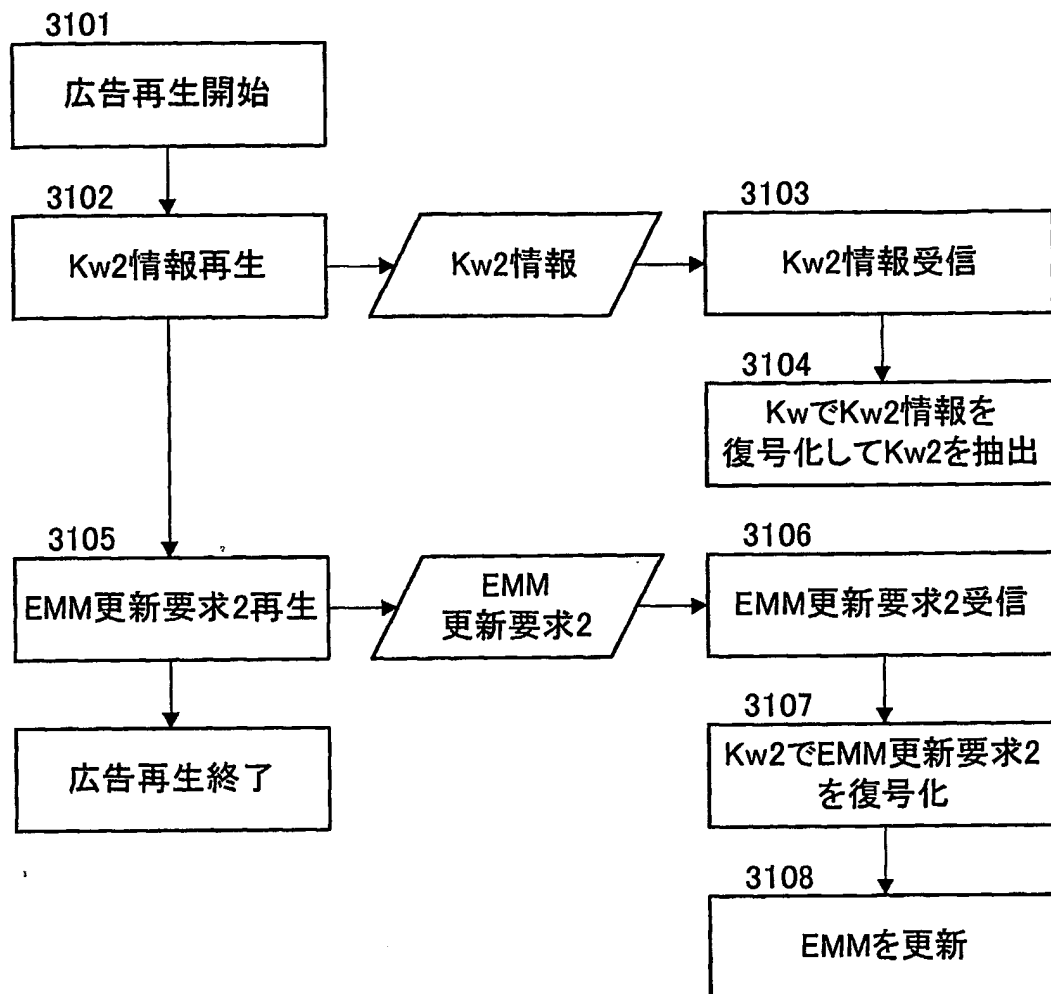 3101
広告再生開始
3102
Kw2情報再生
Kw2情報
3103
Kw2情報受信
3104
KwでKw2情報を
復号化してKw2を抽出
3105
EMM更新要求2再生
EMM
更新要求2
3106
EMM更新要求2受信
3107
Kw2でEMM更新要求2
を復号化
広告再生終了
3108
EMMを更新